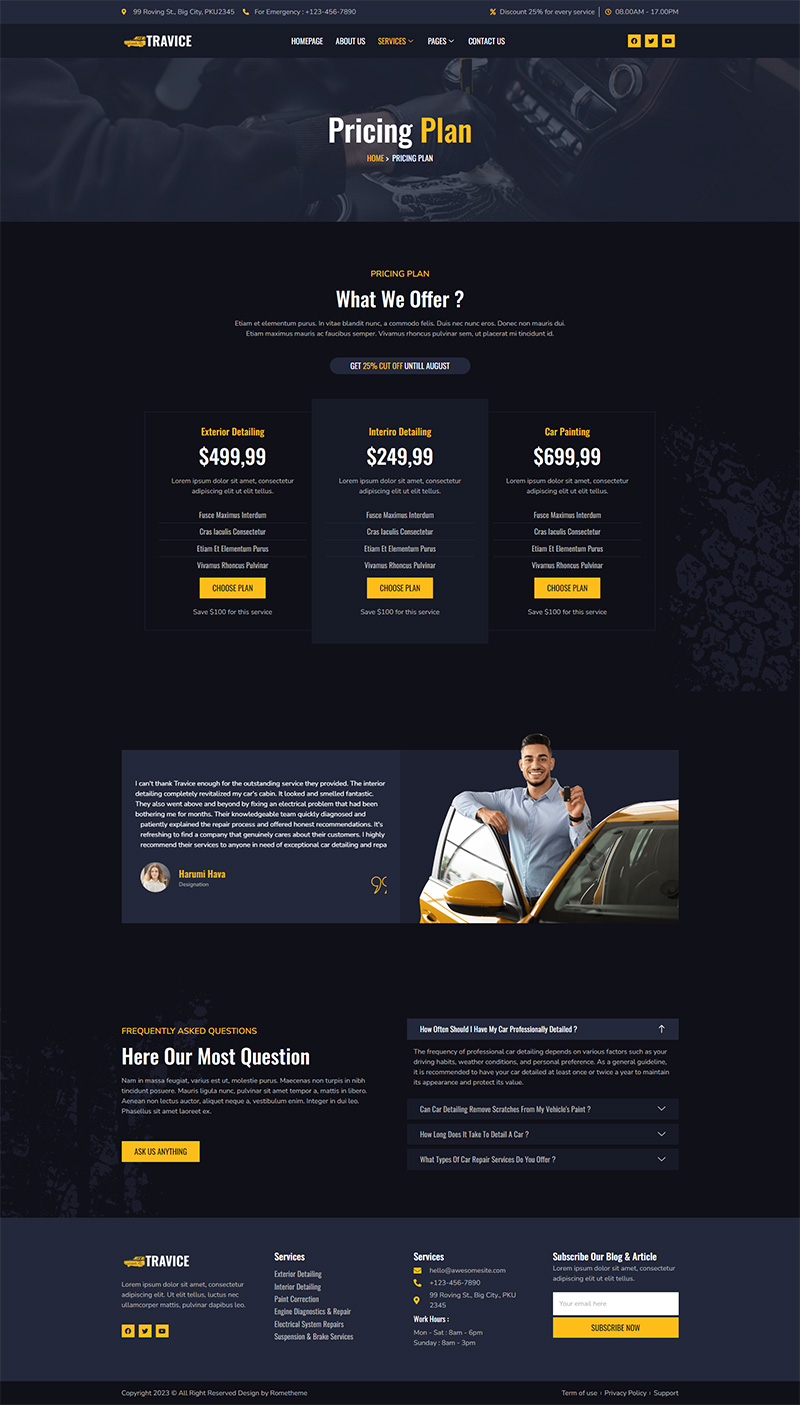 99 Roving St., Big City, PKU2345 For Emergency : +123-456-7890 Discount 25% for every service 08.00AM - 17.00PM
TRAVICE HOMEPAGE ABOUT US SERVICES PAGES CONTACT US
Pricing Plan
HOME > PRICING PLAN
PRICING PLAN
What We Offer ?
Etiam et elementum purus. In vitae blandit nunc, a commodo felis. Duis nec nunc eros. Donec non mauris dui.
Etiam maximus mauris ac faucibus semper. Vivamus rhoncus pulvinar sem, ut placerat mi tincidunt id.
GET 25% CUT OFF UNTILL AUGUST
Exterior Detailing
$499,99
Lorem ipsum dolor sit amet, consectetur
adipiscing elit ut elit tellus.
Fusce Maximus Interdum
Cras Iaculis Consectetur
Etiam Et Elementum Purus
Vivamus Rhoncus Pulvinar
CHOOSE PLAN
Save $100 for this service
Interiro Detailing
$249,99
Lorem ipsum dolor sit amet, consectetur
adipiscing elit ut elit tellus.
Fusce Maximus Interdum
Cras Iaculis Consectetur
Etiam Et Elementum Purus
Vivamus Rhoncus Pulvinar
CHOOSE PLAN
Save $100 for this service
Car Painting
$699,99
Lorem ipsum dolor sit amet, consectetur
adipiscing elit ut elit tellus.
Fusce Maximus Interdum
Cras Iaculis Consectetur
Etiam Et Elementum Purus
Vivamus Rhoncus Pulvinar
CHOOSE PLAN
Save $100 for this service
I can't thank Travice enough for the outstanding service they provided. The interior
detailing completely revitalized my car's cabin. It looked and smelled fantastic.
They also went above and beyond by fixing an electrical problem that had been
bothering me for months. Their knowledgeable team quickly diagnosed and
patiently explained the repair process and offered honest recommendations. It's
refreshing to find a company that genuinely cares about their customers. I highly
recommend their services to anyone in need of exceptional car detailing and repa
Harumi Hava
Designation
FREQUENTLY ASKED QUESTIONS
Here Our Most Question
Nam in massa feugiat, varius est ut, molestie purus. Maecenas non turpis in nibh
tincidunt posuere. Mauris ligula nunc, pulvinar sit amet tempor a, mattis in libero.
Aenean non lectus auctor, aliquet neque a, vestibulum enim. Integer in dui leo.
Phasellus sit amet laoreet ex.
ASK US ANYTHING
How Often Should I Have My Car Professionally Detailed ?
The frequency of professional car detailing depends on various factors such as your
driving habits, weather conditions, and personal preference. As a general guideline,
it is recommended to have your car detailed at least once or twice a year to maintain
its appearance and protect its value.
Can Car Detailing Remove Scratches From My Vehicle's Paint ?
How Long Does It Take To Detail A Car ?
What Types Of Car Repair Services Do You Offer ?
TRAVICE
Lorem ipsum dolor sit amet, consectetur
adipiscing elit. Ut elit tellus, luctus nec
ullamcorper mattis, pulvinar dapibus leo.
Services
Exterior Detailing
Interior Detailing
Paint Correction
Engine Diagnostics & Repair
Electrical System Repairs
Suspension & Brake Services
Services
hello@awesomesite.com
+123-456-7890
99 Roving St., Big City., PKU
2345
Work Hours :
Mon - Sat : 8am - 6pm
Sunday : 8am - 3pm
Subscribe Our Blog & Article
Lorem ipsum dolor sit amet, consectetur
adipiscing elit ut elit tellus.
Your email here
SUBSCRIBE NOW
Copyright 2023 © All Right Reserved Design by Rometheme Term of use Privacy Policy Support